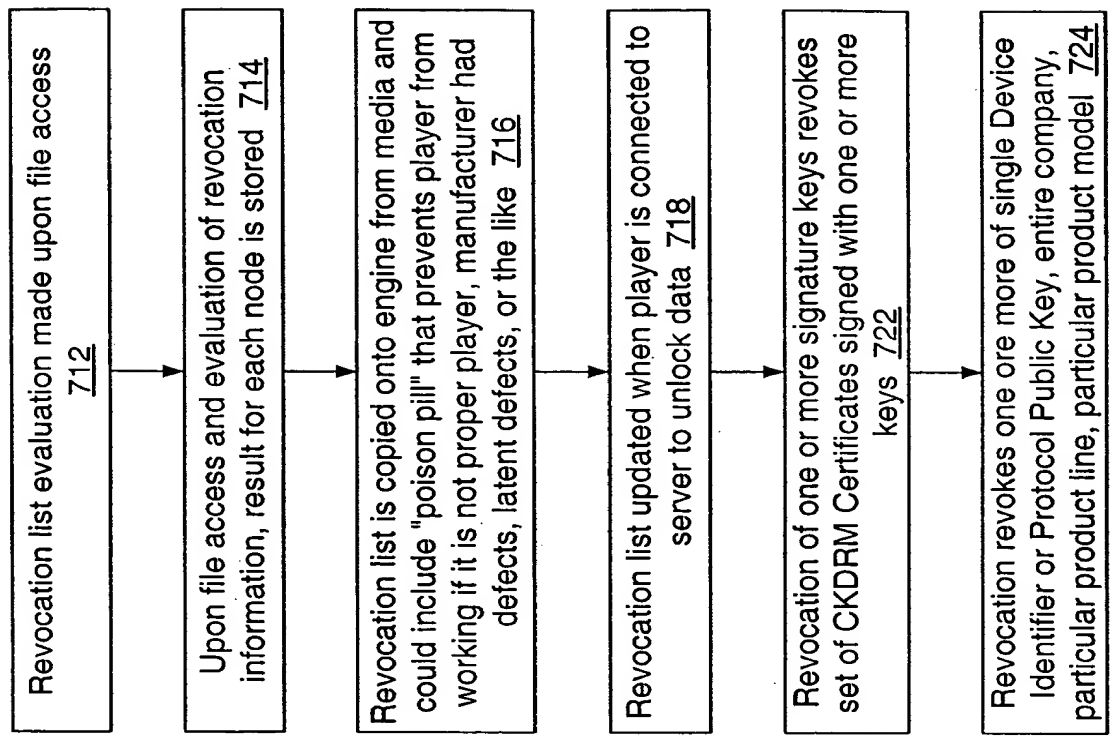 Revocation list evaluation made upon file access
712
Upon file access and evaluation of revocation
information, result for each node is stored 714
Revocation list is copied onto engine from media and
could include "poison pill" that prevents player from
working if it is not proper player, manufacturer had
defects, latent defects, or the like 716
Revocation list updated when player is connected to
server to unlock data 718
Revocation of one or more signature keys revokes
set of CKDRM Certificates signed with one or more
keys 722
Revocation revokes one ore more of single Device
Identifier or Protocol Public Key, entire company,
particular product line, particular product model 724